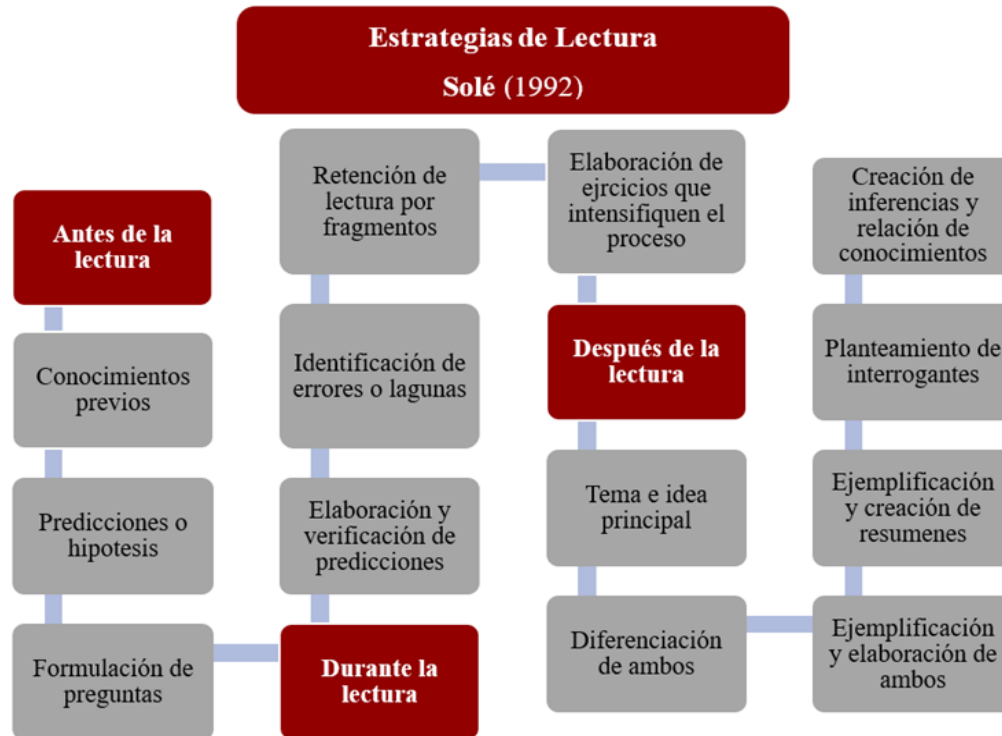 Estrategias de Lectura
Solé (1992)
Antes de la
lectura
Conocimientos
previos
Predicciones o
hipotesis
Formulación de
preguntas
Durante la
lectura
Elaboración y
verificación de
predicciones
Identificación de
errores o lagunas
Retención de
lectura por
fragmentos
Elaboración de
ejrcicios que
intensifiquen el
proceso
Después de la
lectura
Tema e idea
principal
Diferenciación
de ambos
Ejemplificación
y elaboración de
ambos
Ejemplificación
y creación de
resumenes
Planteamiento de
interrogantes
Creación de
inferencias y
relación de
conocimientos